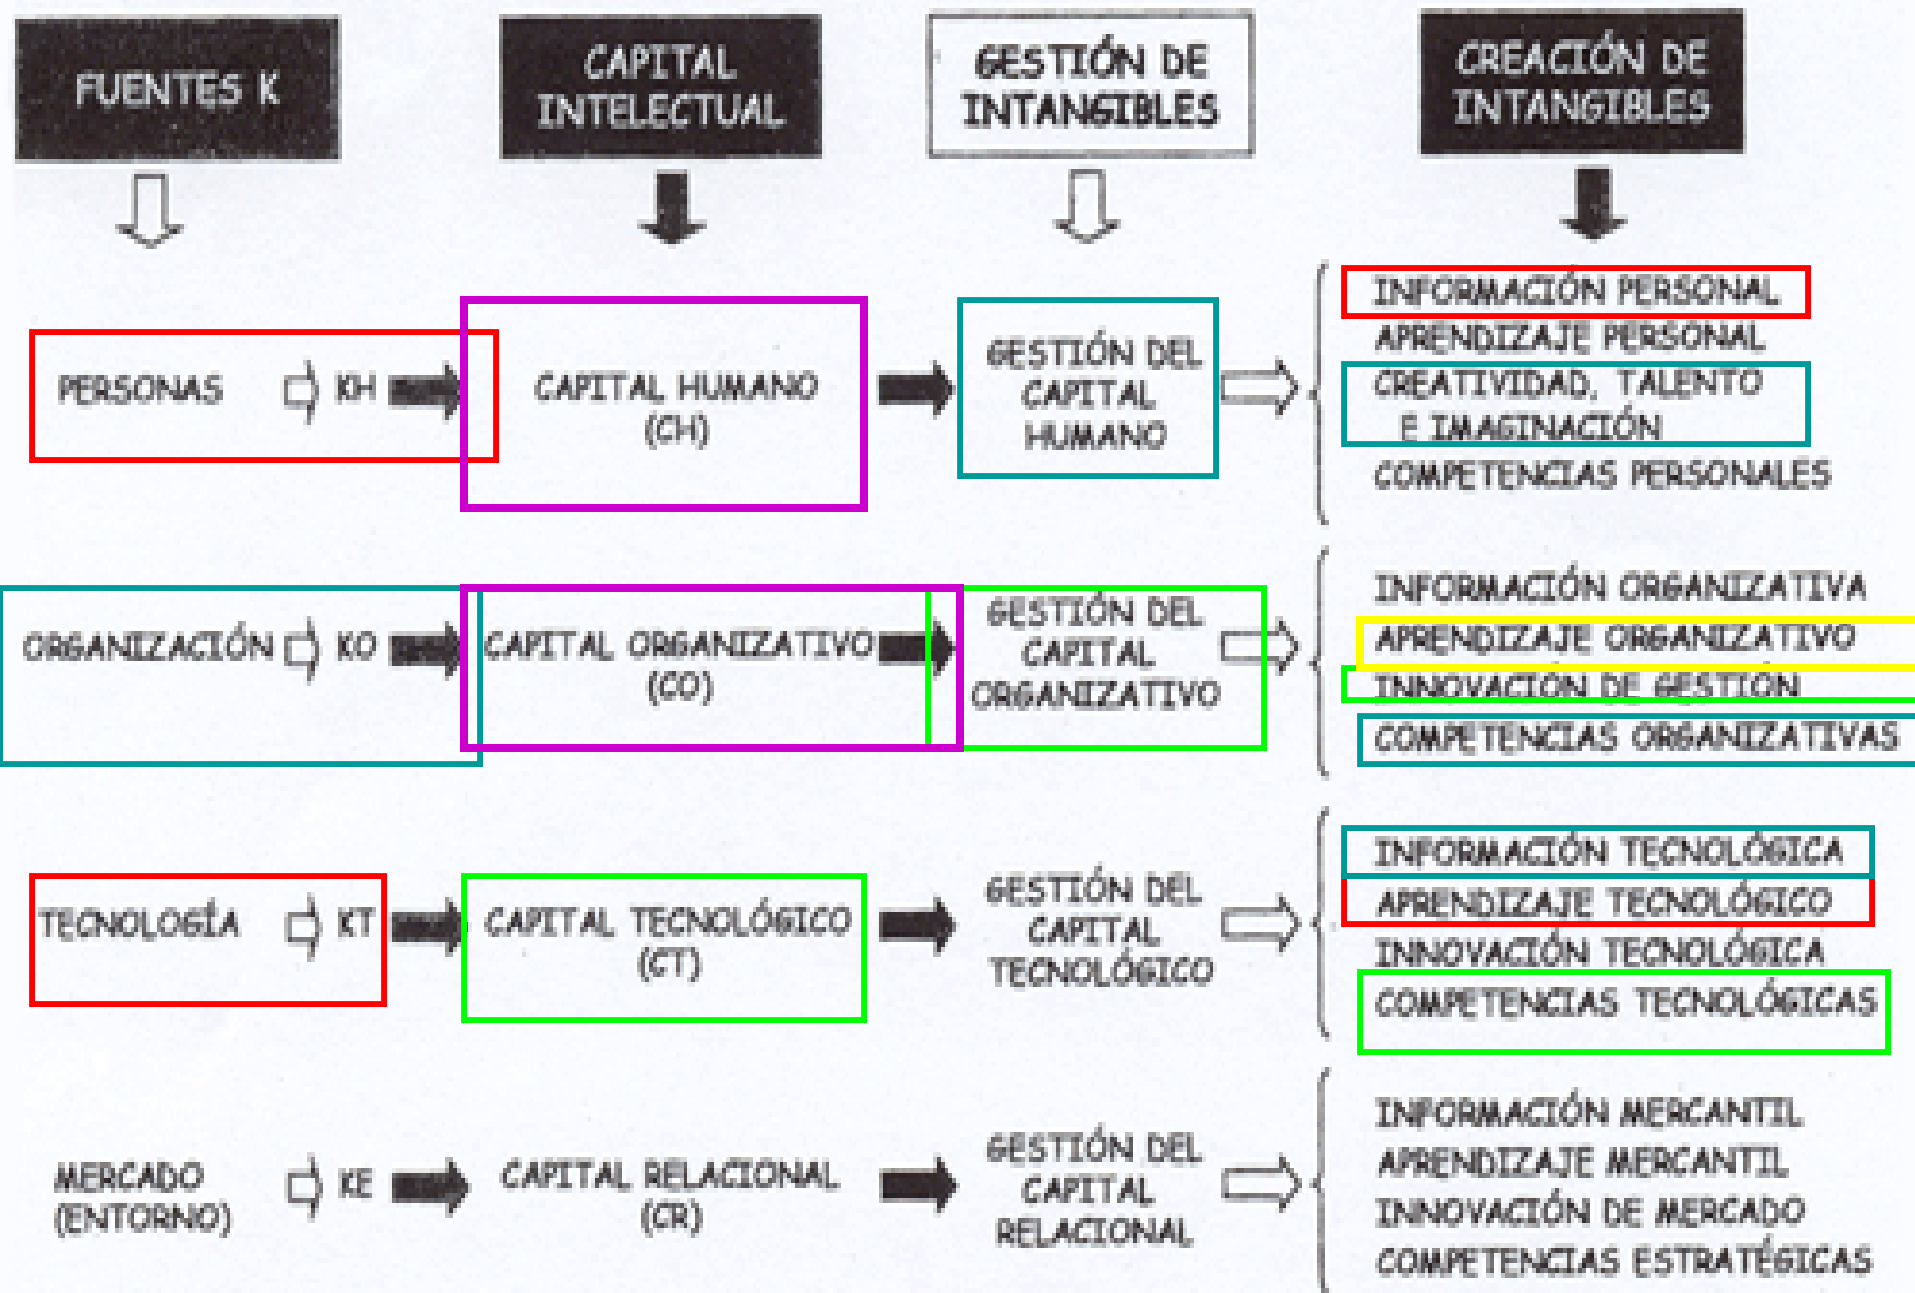 FUENTES K
CAPITAL
INTELECTUAL
GESTIÓN DE
INTANGIBLES
CREACIÓN DE
INTANGIBLES
PERSONAS KH
CAPITAL HUMANO
(CH)
GESTIÓN DEL
CAPITAL
HUMANO
INFORMACIÓN PERSONAL
APRENDIZAJE PERSONAL
CREATIVIDAD, TALENTO
E IMAGINACIÓN
COMPETENCIAS PERSONALES
ORGANIZACIÓN KO
CAPITAL ORGANIZATIVO
(CO)
GESTIÓN DEL
CAPITAL
ORGANIZATIVO
INFORMACIÓN ORGANIZATIVA
APRENDIZAJE ORGANIZATIVO
INNOVACIÓN DE GESTIÓN
COMPETENCIAS ORGANIZATIVAS
TECNOLOGÍA KT
CAPITAL TECNOLÓGICO
(CT)
GESTIÓN DEL
CAPITAL
TECNOLÓGICO
INFORMACIÓN TECNOLÓGICA
APRENDIZAJE TECNOLÓGICO
INNOVACIÓN TECNOLÓGICA
COMPETENCIAS TECNOLÓGICAS
MERCADO
(ENTORNO) KE
CAPITAL RELACIONAL
(CR)
GESTIÓN DEL
CAPITAL
RELACIONAL
INFORMACIÓN MERCANTIL
APRENDIZAJE MERCANTIL
INNOVACIÓN DE MERCADO
COMPETENCIAS ESTRATÉGICAS